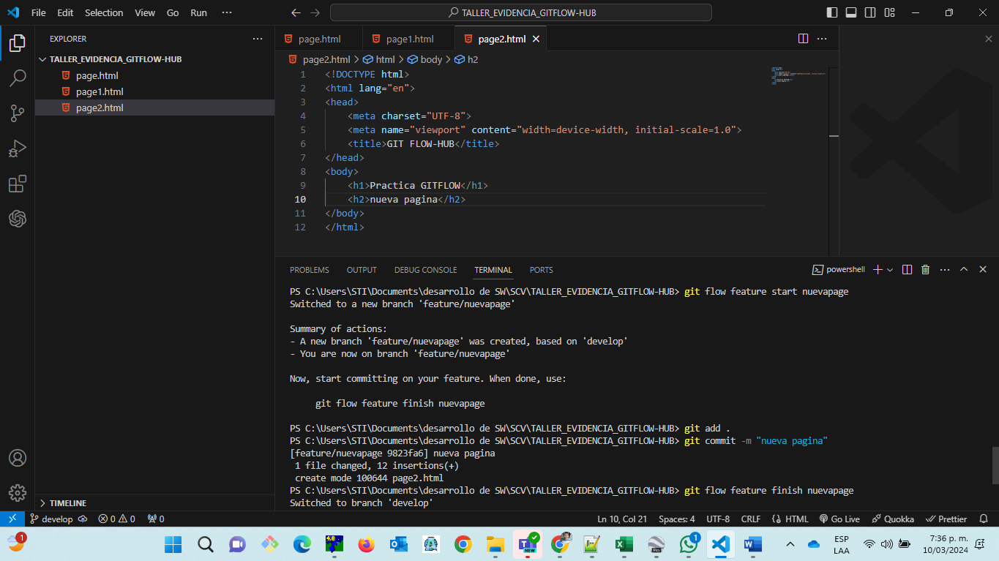 File Edit Selection View Go Run ··· TALLER_EVIDENCIA_GITFLOW-HUB
EXPLORER
TALLER_EVIDENCIA_GITFLOW-HUB
page.html
page1.html
page2.html
TIMELINE
page.html page1.html page2.html
page2.html > html > body > h2
1 <!DOCTYPE html>
2 <html lang="en">
3 <head>
4 <meta charset="UTF-8">
5 <meta name="viewport" content="width=device-width, initial-scale=1.0">
6 <title>GIT FLOW-HUB</title>
7 </head>
8 <body>
9 <h1>Practica GITFLOW</h1>
10 <h2>nueva pagina</h2>
11 </body>
12 </html>
PROBLEMS OUTPUT DEBUG CONSOLE TERMINAL PORTS powershell
PS C:\Users\STI\Documents\desarrollo de SW\SCV\TALLER_EVIDENCIA_GITFLOW-HUB> git flow feature start nuevapage
Switched to a new branch 'feature/nuevapage'
Summary of actions:
- A new branch 'feature/nuevapage' was created, based on 'develop'
- You are now on branch 'feature/nuevapage'
Now, start committing on your feature. When done, use:
git flow feature finish nuevapage
PS C:\Users\STI\Documents\desarrollo de SW\SCV\TALLER_EVIDENCIA_GITFLOW-HUB> git add .
PS C:\Users\STI\Documents\desarrollo de SW\SCV\TALLER_EVIDENCIA_GITFLOW-HUB> git commit -m "nueva pagina"
[feature/nuevapage 9823fa6] nueva pagina
1 file changed, 12 insertions(+)
create mode 100644 page2.html
PS C:\Users\STI\Documents\desarrollo de SW\SCV\TALLER_EVIDENCIA_GITFLOW-HUB> git flow feature finish nuevapage
Switched to branch 'develop'
develop 0 0 0 Ln 10, Col 21 Spaces: 4 UTF-8 CRLF HTML Go Live Quokka Prettier
1 4.0 NEW 1 Pro W ESP 7:36 p. m.
LAA 10/03/2024